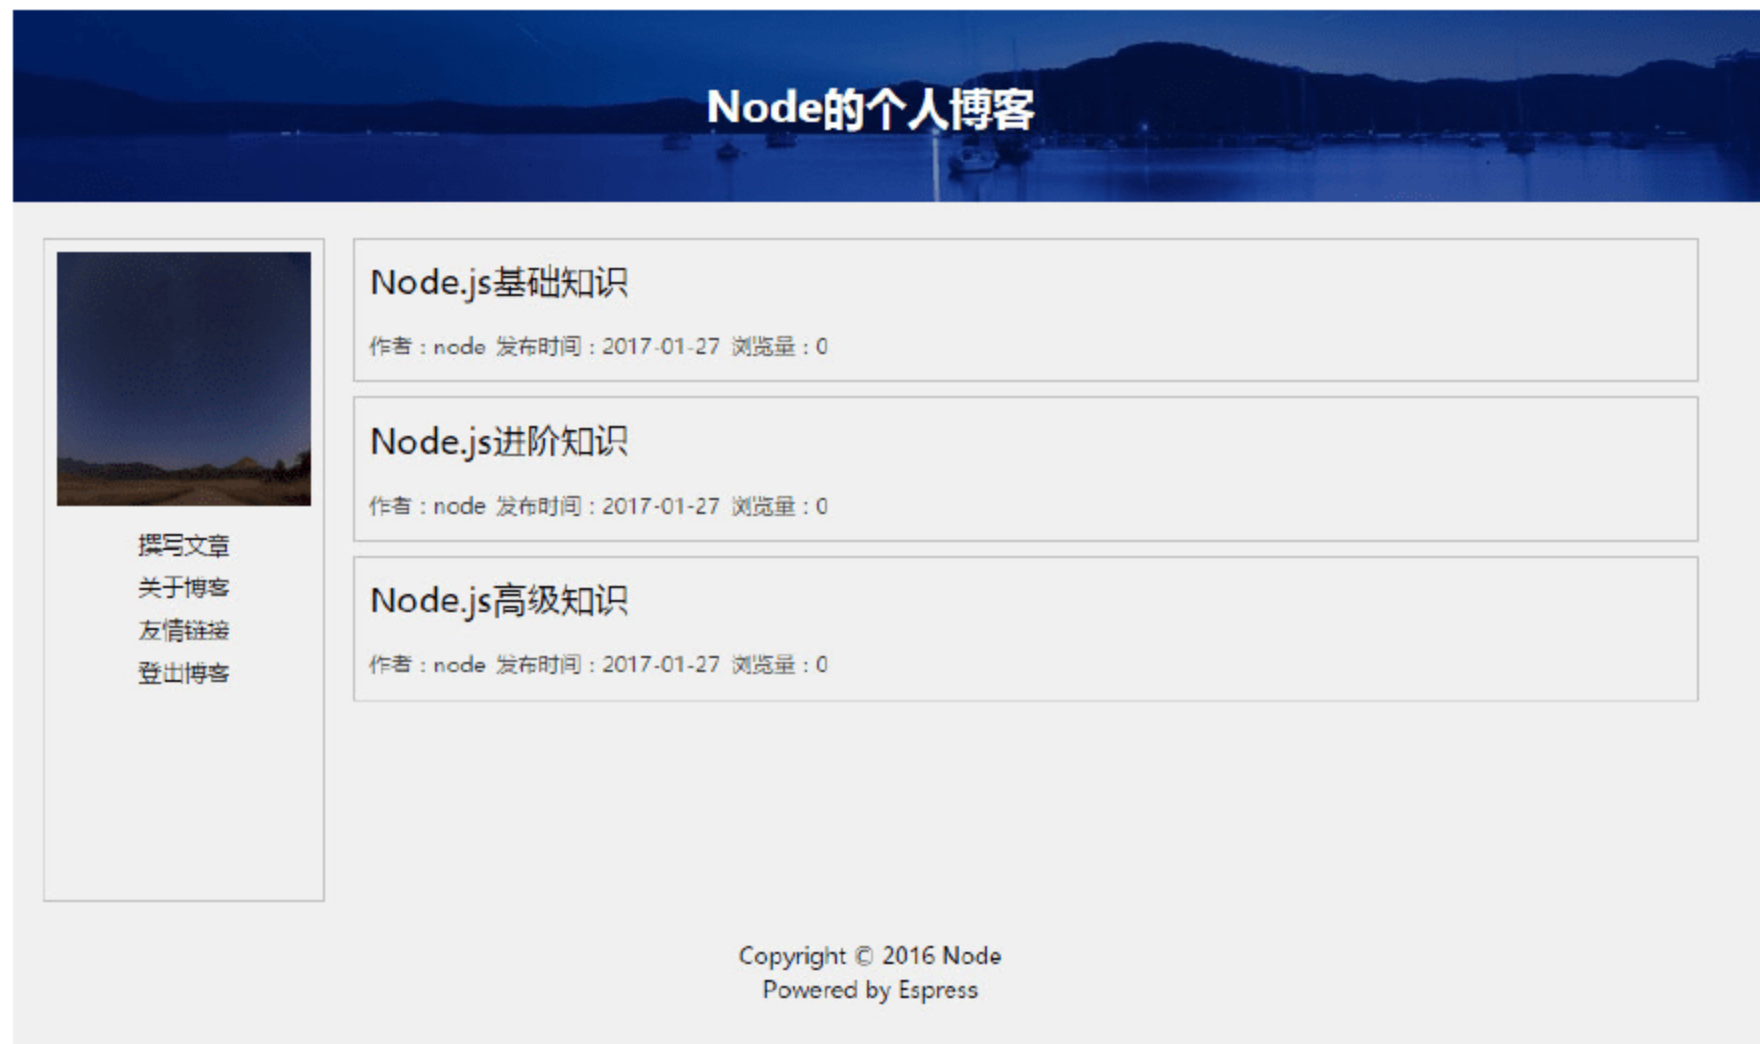 Node的个人博客
撰写文章
关于博客
友情链接
登出博客
Node.js基础知识
作者：node 发布时间：2017-01-27 浏览量：0
Node.js进阶知识
作者：node 发布时间：2017-01-27 浏览量：0
Node.js高级知识
作者：node 发布时间：2017-01-27 浏览量：0
Copyright © 2016 Node
Powered by Espress